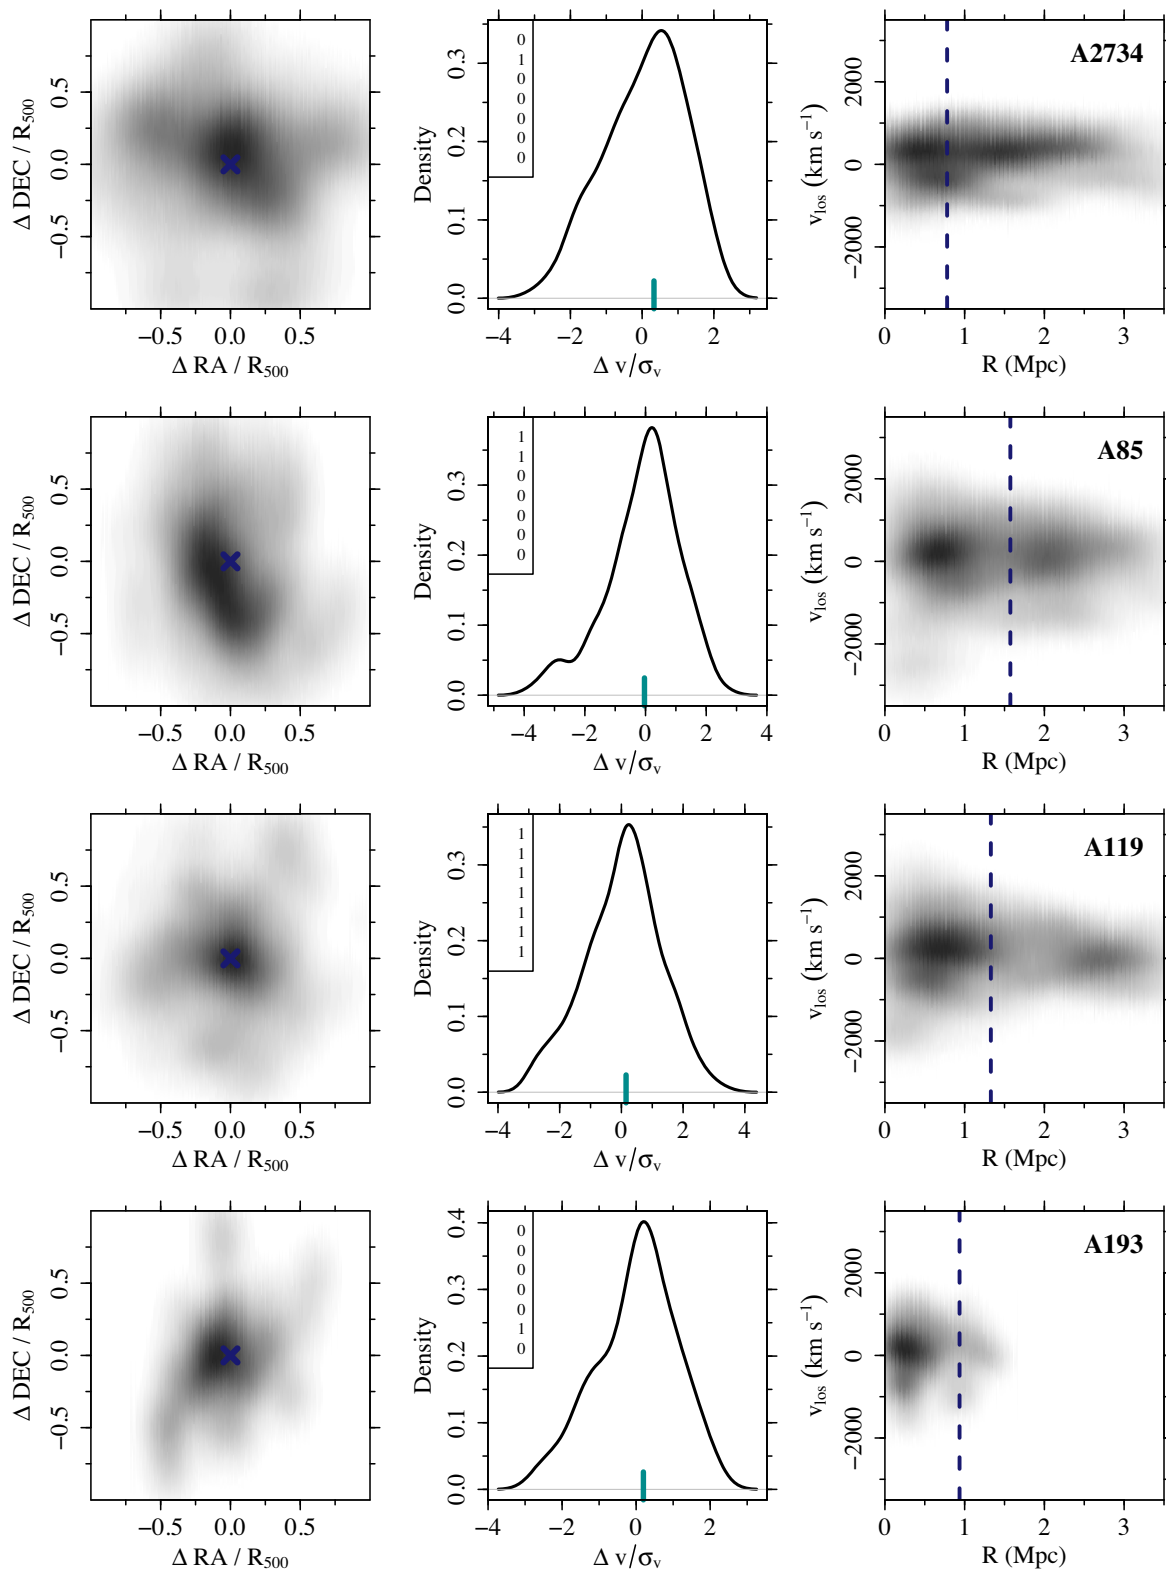 Δ DEC / R500
0.5
0.0
−0.5
−0.5 0.0 0.5
Δ RA / R500
Density
0.3
0.2
0.1
0.0
0
1
0
0
0
0
0
−4 −2 0 2
Δ v/σv
vlos (km s−1)
2000
0
−2000
A2734
0 1 2 3
R (Mpc)
Δ DEC / R500
0.5
0.0
−0.5
−0.5 0.0 0.5
Δ RA / R500
Density
0.3
0.2
0.1
0.0
1
1
0
0
0
0
0
−4 −2 0 2 4
Δ v/σv
vlos (km s−1)
2000
0
−2000
A85
0 1 2 3
R (Mpc)
Δ DEC / R500
0.5
0.0
−0.5
−0.5 0.0 0.5
Δ RA / R500
Density
0.3
0.2
0.1
0.0
1
1
1
1
1
1
1
−4 −2 0 2 4
Δ v/σv
vlos (km s−1)
2000
0
−2000
A119
0 1 2 3
R (Mpc)
Δ DEC / R500
0.5
0.0
−0.5
−0.5 0.0 0.5
Δ RA / R500
Density
0.4
0.3
0.2
0.1
0.0
0
0
0
0
0
1
0
−4 −2 0 2
Δ v/σv
vlos (km s−1)
2000
0
−2000
A193
0 1 2 3
R (Mpc)